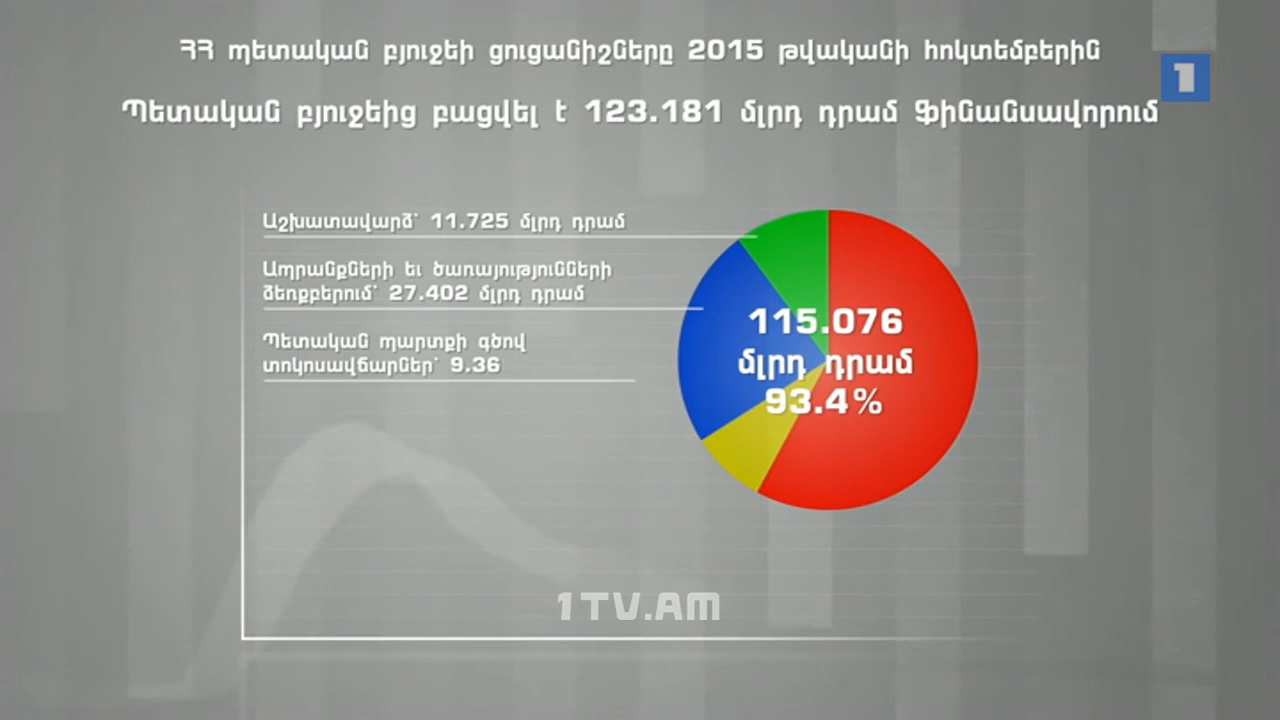 ՀՀ պետական բյուջեի ցուցանիշները 2015 թվականի հոկտեմբերին
1
Պետական բյուջեից բացվել է 123.181 մլրդ դրամ ֆինանսավորում
Աշխատավարձ՝ 11.725 մլրդ դրամ
Ապրանքների եւ ծառայությունների
ձեռքբերում՝ 27.402 մլրդ դրամ
Պետական պարտքի գծով
տոկոսավճարներ՝ 9.36
115.076
մլրդ դրամ
93.4%
1TV.AM